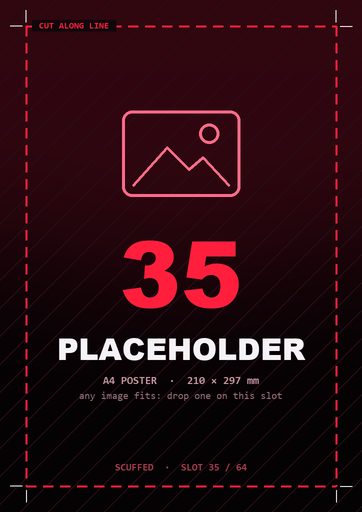 CUT ALONG LINE
35
PLACEHOLDER
A4 POSTER · 210 × 297 mm
any image fits: drop one on this slot
SCUFFED · SLOT 35 / 64